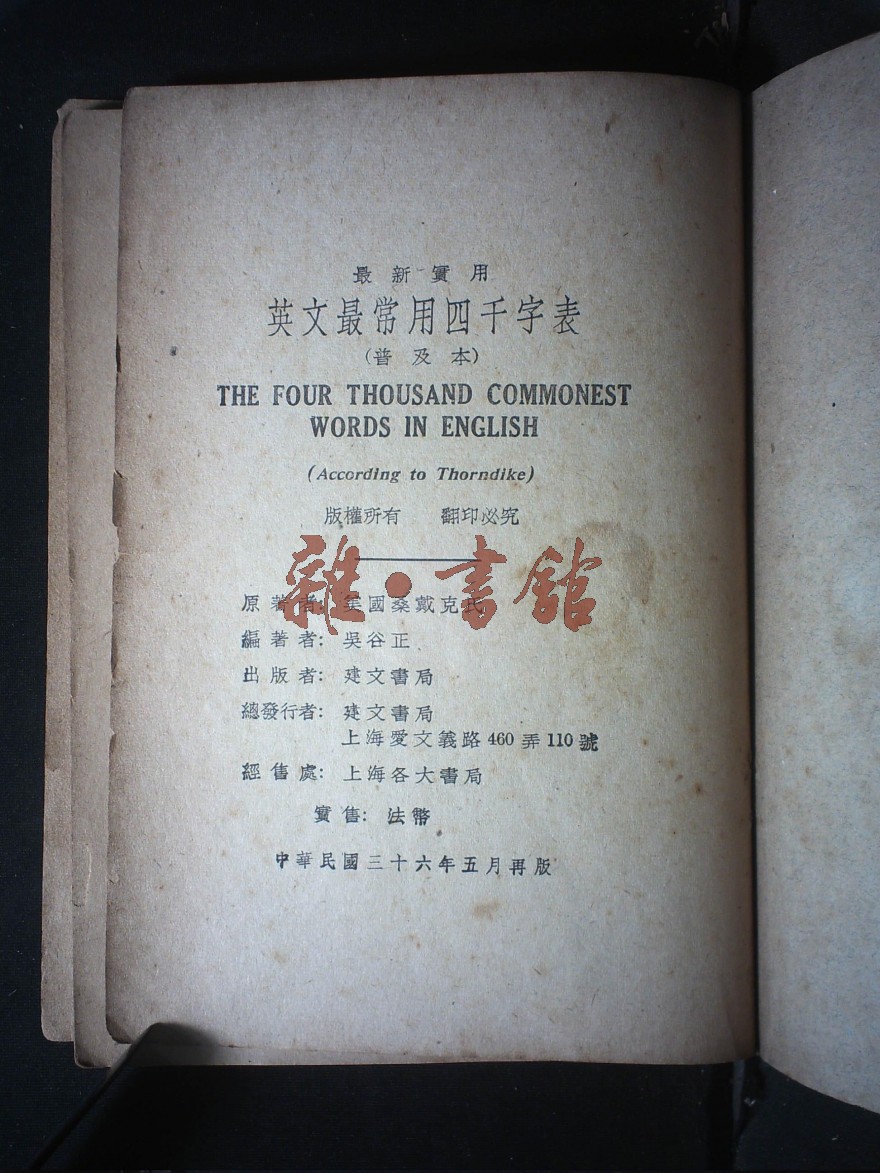 最新實用
英文最常用四千字表
(普及本)
THE FOUR THOUSAND COMMONEST
WORDS IN ENGLISH
(According to Thorndike)
版權所有 翻印必究
雜•書館
原著者: 美國桑戴克氏
編著者: 吳谷正
出版者: 建文書局
總發行者: 建文書局
上海愛文義路 460 弄 110 號
經售處: 上海各大書局
實售: 法幣
中華民國三十六年五月再版